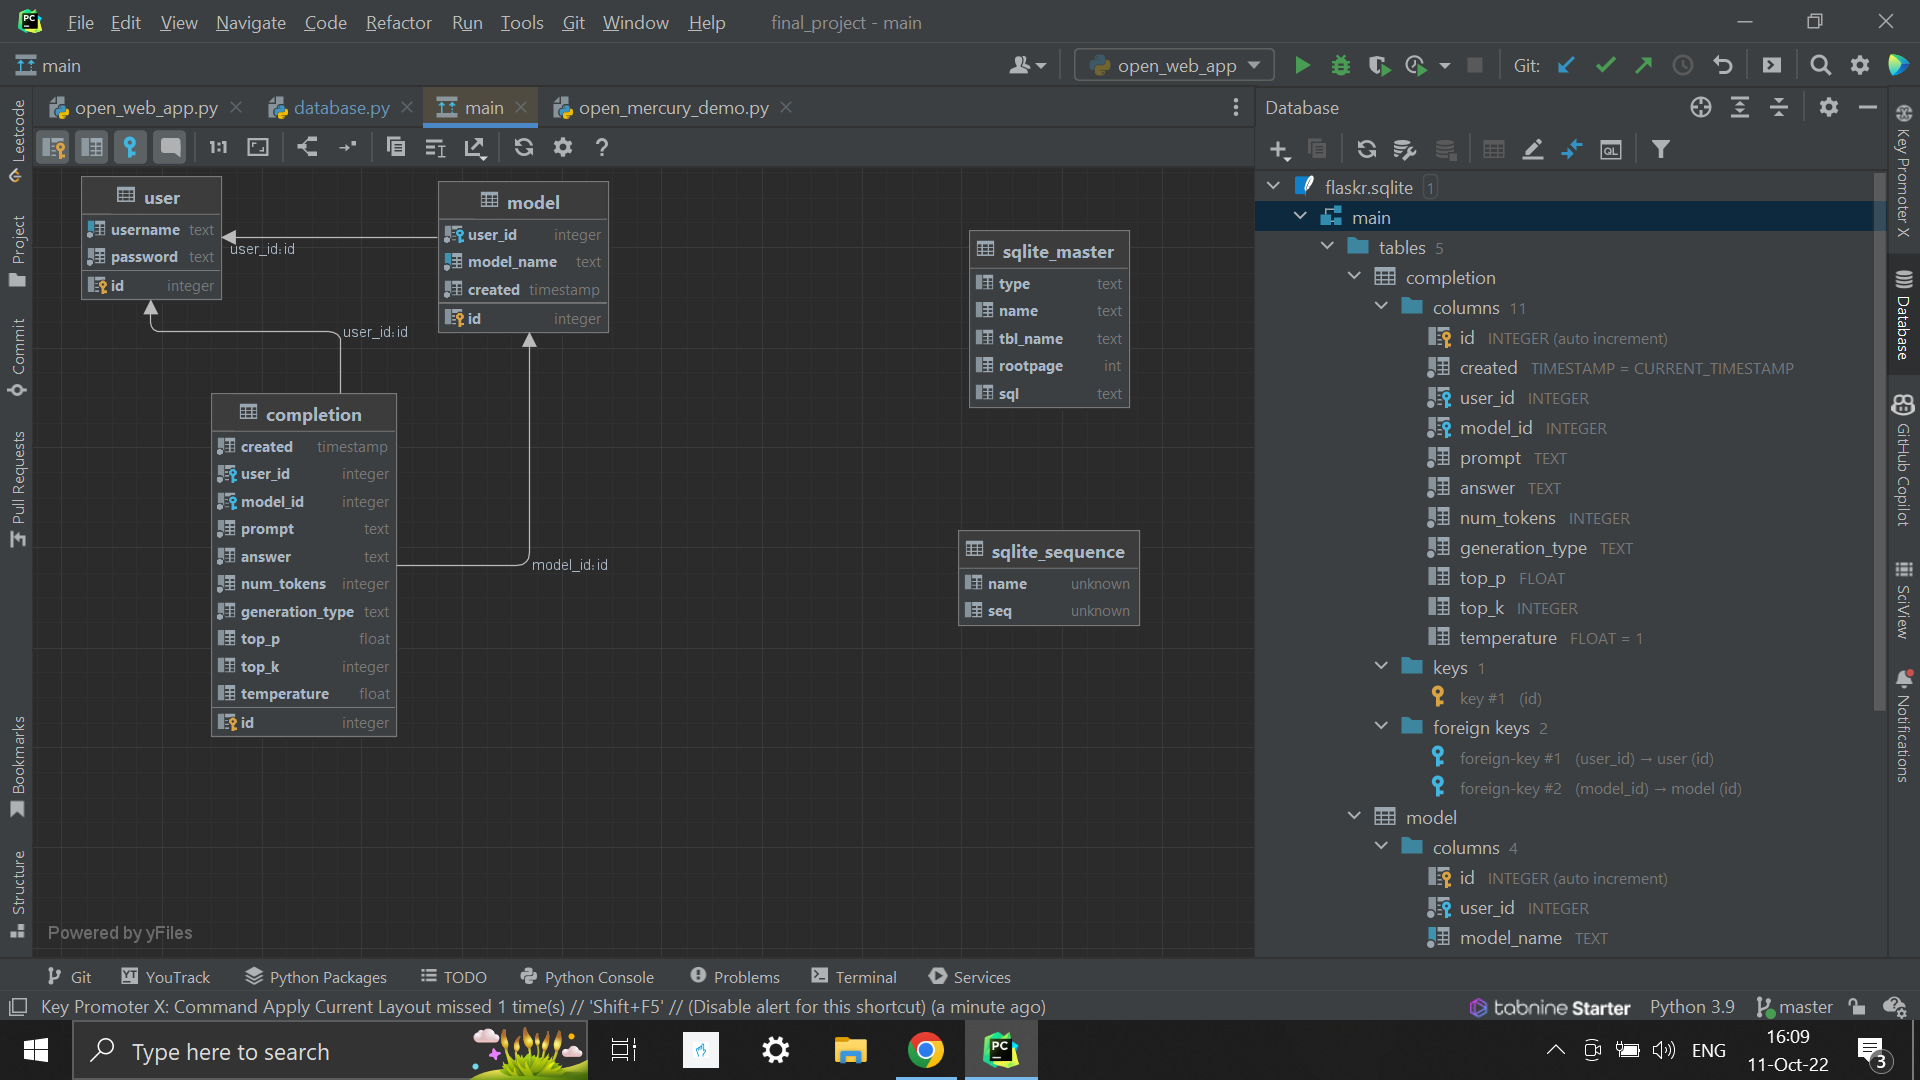 PC File Edit View Navigate Code Refactor Run Tools Git Window Help final_project - main
main open_web_app Git:
open_web_app.py database.py main open_mercury_demo.py
1:1 ?
user
username text
password text
id integer
user_id:id
model
user_id integer
model_name text
created timestamp
id integer
user_id:id
completion
created timestamp
user_id integer
model_id integer
prompt text
answer text
num_tokens integer
generation_type text
top_p float
top_k integer
temperature float
id integer
model_id:id
sqlite_master
type text
name text
tbl_name text
rootpage int
sql text
sqlite_sequence
name unknown
seq unknown
Powered by yFiles
Leetcode
Project
Commit
Pull Requests
Bookmarks
Structure
Database
QL
flaskr.sqlite 1
main
tables 5
completion
columns 11
id INTEGER (auto increment)
created TIMESTAMP = CURRENT_TIMESTAMP
user_id INTEGER
model_id INTEGER
prompt TEXT
answer TEXT
num_tokens INTEGER
generation_type TEXT
top_p FLOAT
top_k INTEGER
temperature FLOAT = 1
keys 1
key #1 (id)
foreign keys 2
foreign-key #1 (user_id) → user (id)
foreign-key #2 (model_id) → model (id)
model
columns 4
id INTEGER (auto increment)
user_id INTEGER
model_name TEXT
Key Promoter X
Database
GitHub Copilot
SciView
Notifications
Git YT YouTrack Python Packages TODO Python Console Problems Terminal Services
Key Promoter X: Command Apply Current Layout missed 1 time(s) // 'Shift+F5' // (Disable alert for this shortcut) (a minute ago) tabnine Starter Python 3.9 master
Type here to search PC ENG
16:09
11-Oct-22
3